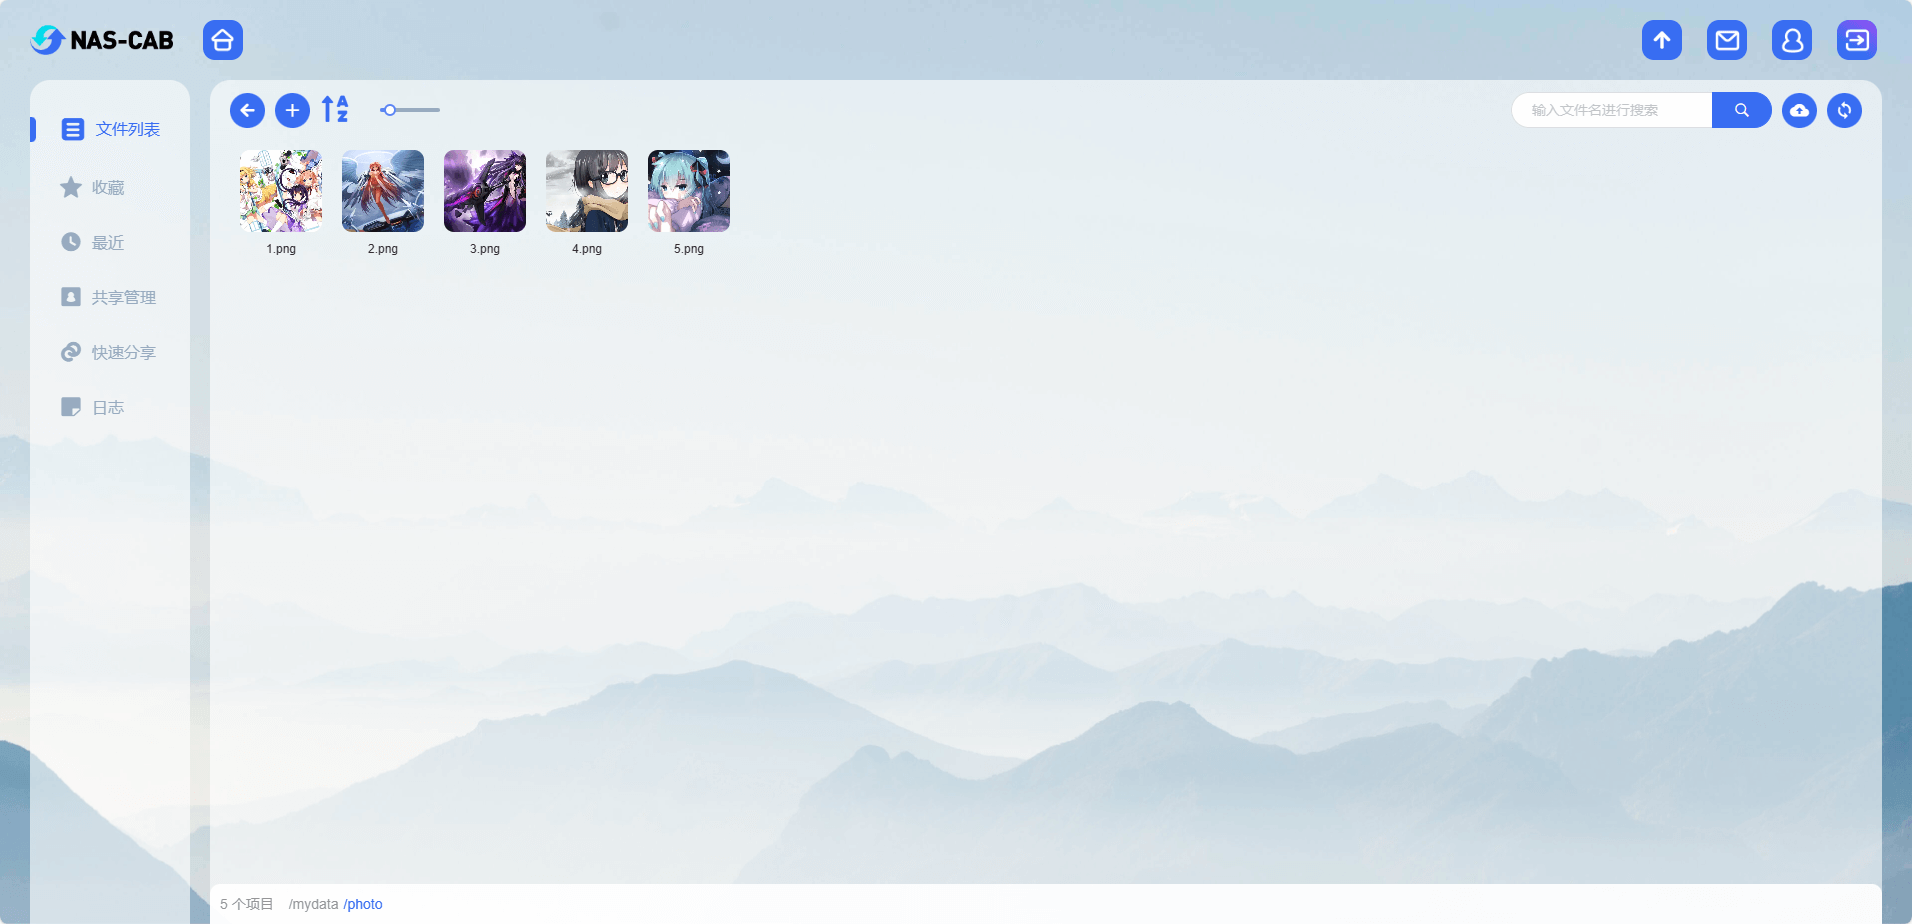 NAS-CAB
文件列表
收藏
最近
共享管理
快速分享
日志
A
Z
输入文件名进行搜索
1.png
2.png
3.png
4.png
5.png
5 个项目 /mydata /photo